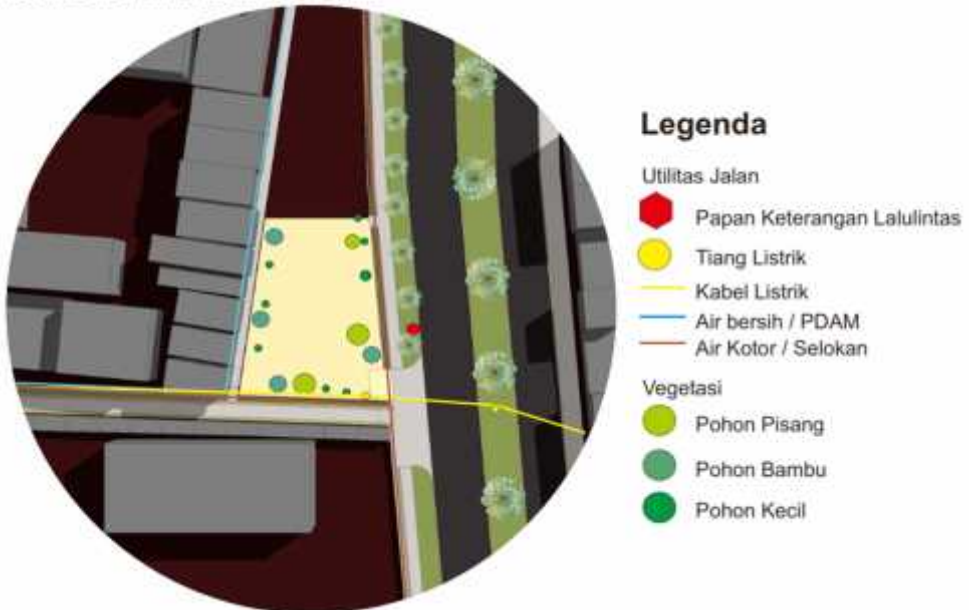 Legenda
Utilitas Jalan
Papan Keterangan Lalulintas
Tiang Listrik
Kabel Listrik
Air bersih / PDAM
Air Kotor / Selokan
Vegetasi
Pohon Pisang
Pohon Bambu
Pohon Kecil